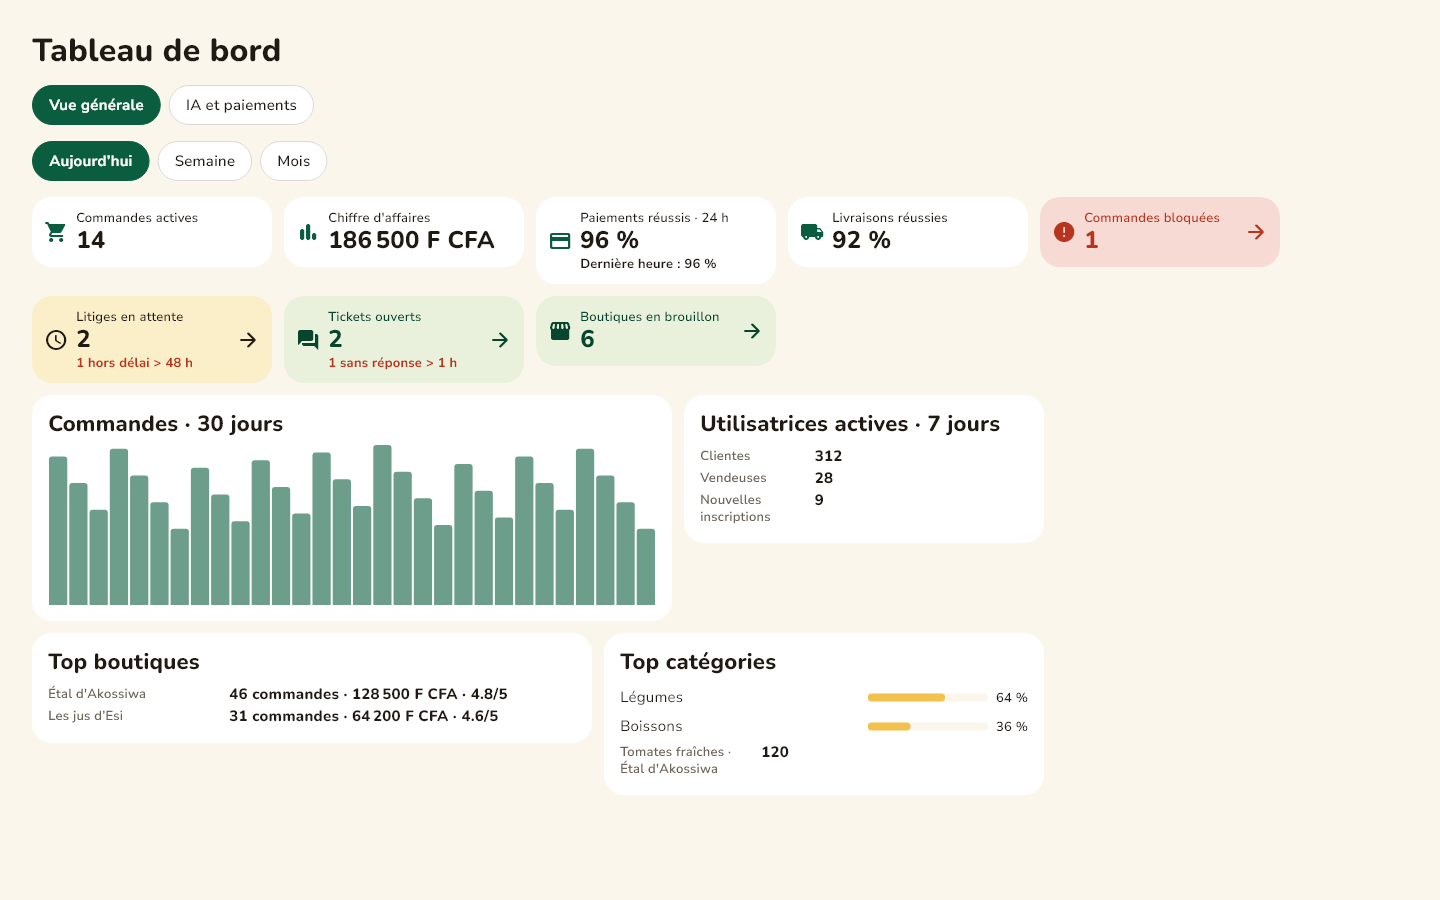 Tableau de bord
Vue générale
IA et paiements
Aujourd'hui
Semaine
Mois
Commandes actives
14
Chiffre d'affaires
186 500 F CFA
Paiements réussis · 24 h
96 %
Dernière heure : 96 %
Livraisons réussies
92 %
Commandes bloquées
1
Litiges en attente
2
1 hors délai > 48 h
Tickets ouverts
2
1 sans réponse > 1 h
Boutiques en brouillon
6
Commandes · 30 jours
Utilisatrices actives · 7 jours
Clientes 312
Vendeuses 28
Nouvelles 9
inscriptions
Top boutiques
Étal d'Akossiwa 46 commandes · 128 500 F CFA · 4.8/5
Les jus d'Esi 31 commandes · 64 200 F CFA · 4.6/5
Top catégories
Légumes 64 %
Boissons 36 %
Tomates fraîches · 120
Étal d'Akossiwa